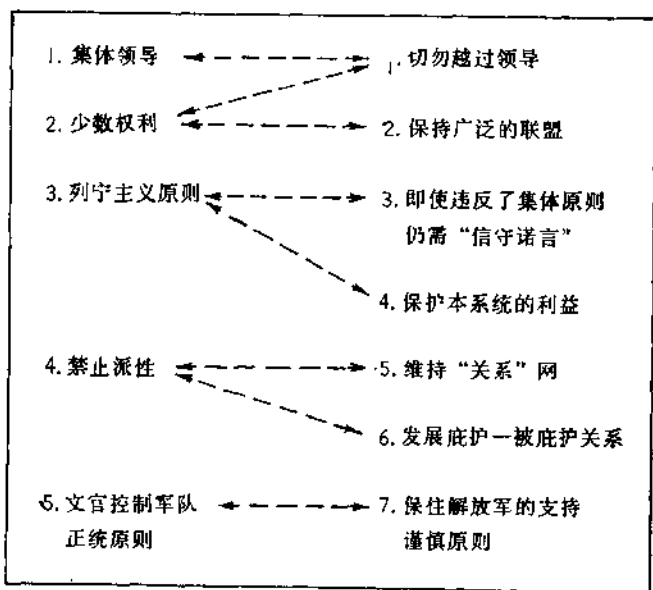 1. 集体领导
1. 切勿越过领导
2. 少数权利
2. 保持广泛的联盟
3. 列宁主义原则
3. 即使违反了集体原则
仍需“信守诺言”
4. 保护本系统的利益
4. 禁止派性
5. 维持“关系”网
6. 发展庇护一被庇护关系
5. 文官控制军队
正统原则
7. 保住解放军的支持
谨慎原则